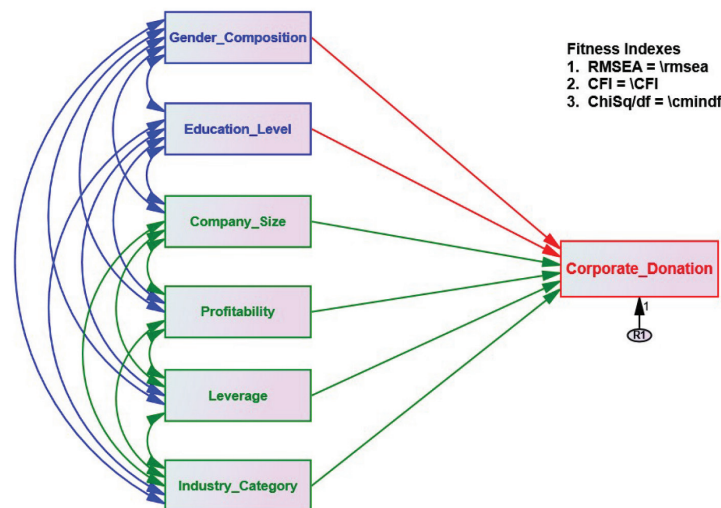 Gender_Composition
Education_Level
Company_Size
Profitability
Leverage
Industry_Category
Corporate_Donation
1
R1
Fitness Indexes
1. RMSEA = \rmsea
2. CFI = \CFI
3. ChiSq/df = \cmindf